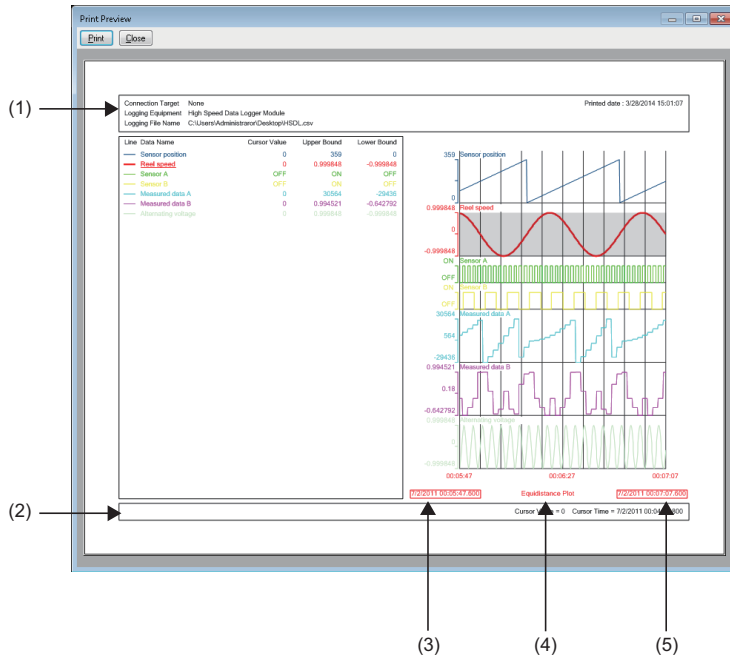 Print Preview
Print Close
(1)
Connection Target None
Printed date : 3/28/2014 15:01:07
Logging Equipment High Speed Data Logger Module
Logging File Name C:\Users\Administraror\Desktop\HSDL.csv
Line Data Name Cursor Value Upper Bound Lower Bound
Sensor position 0 359 0
Reel speed 0 0.999848 -0.999848
Sensor A OFF ON OFF
Sensor B OFF ON OFF
Measured data A 0 30564 -29436
Measured data B 0 0.994521 -0.642792
Alternating voltage 0 0.999848 -0.999848
359 Sensor position
0
0.999848 Reel speed
0
-0.999848
ON Sensor A
OFF
ON Sensor B
OFF
30564 Measured data A
564
-29436
0.994521 Measured data B
0.18
-0.642792
0.999848 Alternating voltage
0
-0.999848
00:05:47 00:06:27 00:07:07
7/2/2011 00:05:47.600 Equidistance Plot 7/2/2011 00:07:07.600
(2)
Cursor = 0 Cursor Time = 7/2/2011
(3) (4) (5)